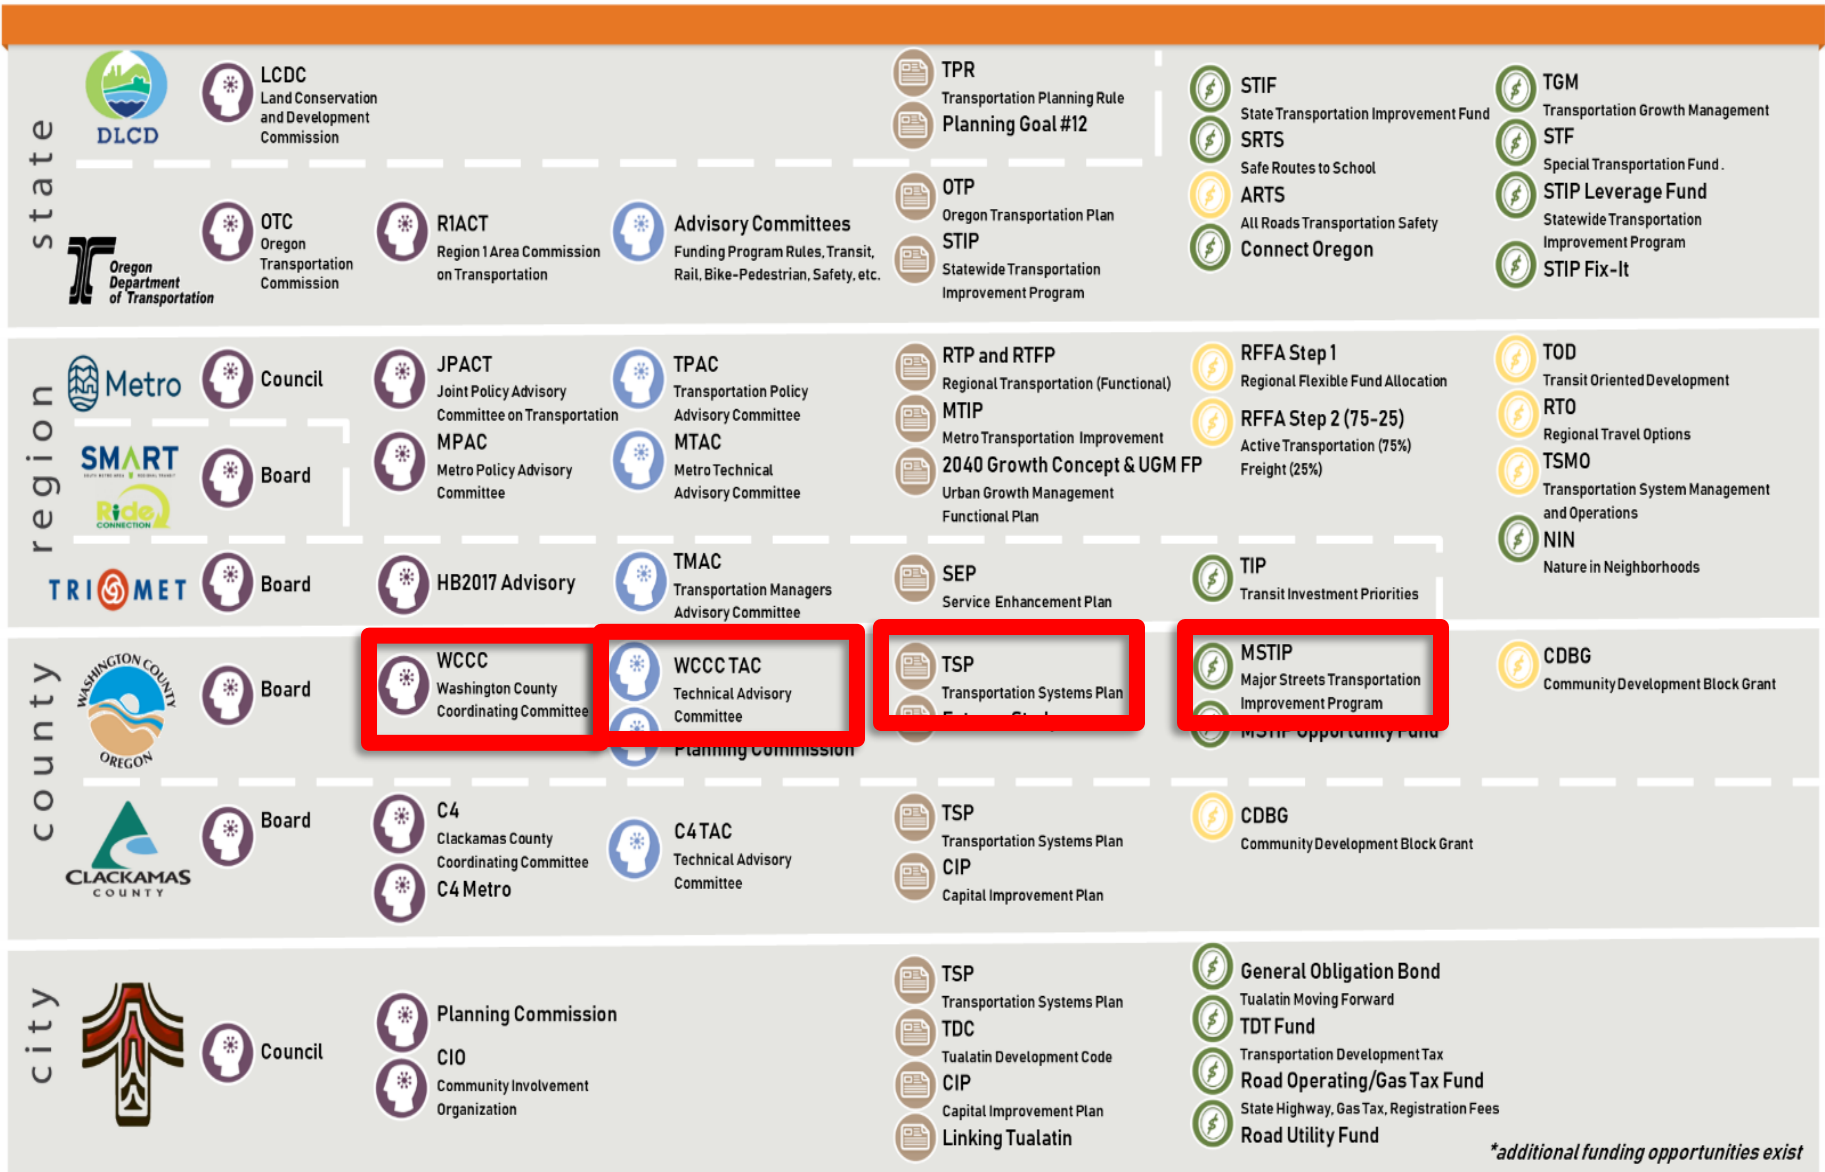 state
DLCD
LCDC
Land Conservation
and Development
Commission
TPR
Transportation Planning Rule
Planning Goal #12
STIF
State Transportation Improvement Fund
SRTS
Safe Routes to School
ARTS
All Roads Transportation Safety
Connect Oregon
TGM
Transportation Growth Management
STF
Special Transportation Fund .
STIP Leverage Fund
Statewide Transportation
Improvement Program
STIP Fix-It
Oregon
Department
of Transportation
OTC
Oregon
Transportation
Commission
R1ACT
Region 1 Area Commission
on Transportation
Advisory Committees
Funding Program Rules, Transit,
Rail, Bike-Pedestrian, Safety, etc.
OTP
Oregon Transportation Plan
STIP
Statewide Transportation
Improvement Program
region
Metro
Council
JPACT
Joint Policy Advisory
Committee on Transportation
MPAC
Metro Policy Advisory
Committee
TPAC
Transportation Policy
Advisory Committee
MTAC
Metro Technical
Advisory Committee
RTP and RTFP
Regional Transportation (Functional)
MTIP
Metro Transportation Improvement
2040 Growth Concept & UGM FP
Urban Growth Management
Functional Plan
RFFA Step 1
Regional Flexible Fund Allocation
RFFA Step 2 (75-25)
Active Transportation (75%)
Freight (25%)
TOD
Transit Oriented Development
RTO
Regional Travel Options
TSMO
Transportation System Management
and Operations
NIN
Nature in Neighborhoods
SMART
Ride
CONNECTION
Board
TRI MET
Board
HB2017 Advisory
TMAC
Transportation Managers
Advisory Committee
SEP
Service Enhancement Plan
TIP
Transit Investment Priorities
county
WASHINGTON COUNTY
OREGON
Board
WCCC
Washington County
Coordinating Committee
WCCC TAC
Technical Advisory
Committee
Planning Commission
TSP
Transportation Systems Plan
MSTIP
Major Streets Transportation
Improvement Program
MSTIP Opportunity Fund
CDBG
Community Development Block Grant
CLACKAMAS
COUNTY
Board
C4
Clackamas County
Coordinating Committee
C4 Metro
C4 TAC
Technical Advisory
Committee
TSP
Transportation Systems Plan
CIP
Capital Improvement Plan
CDBG
Community Development Block Grant
city
Council
Planning Commission
CIO
Community Involvement
Organization
TSP
Transportation Systems Plan
TDC
Tualatin Development Code
CIP
Capital Improvement Plan
Linking Tualatin
General Obligation Bond
Tualatin Moving Forward
TDT Fund
Transportation Development Tax
Road Operating/Gas Tax Fund
State Highway, Gas Tax, Registration Fees
Road Utility Fund
*additional funding opportunities exist